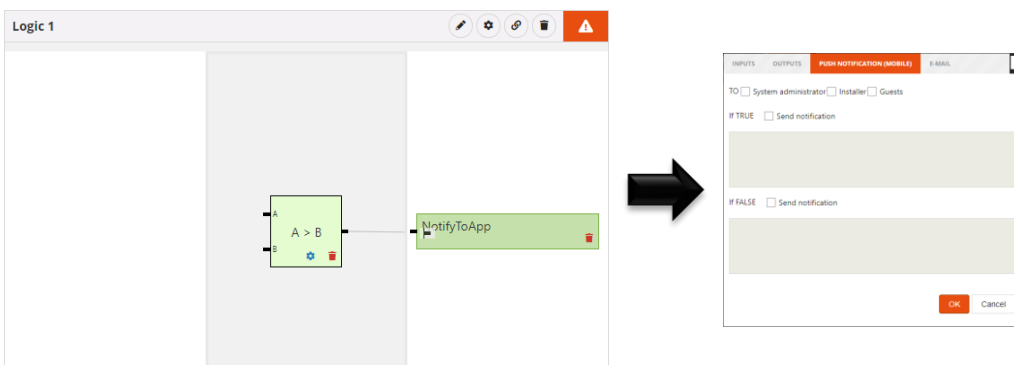 Logic 1
A
A > B
B
NotifyToApp
INPUTS OUTPUTS PUSH NOTIFICATION (MOBILE) E-MAIL
TO System administrator Installer Guests
If TRUE Send notification
If FALSE Send notification
OK Cancel